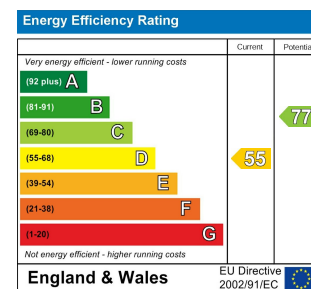 Energy Efficiency Rating
Current Potentia
Very energy efficient - lower running costs
(92 plus) A
(81-91) B
77
(69-80) C
(55-68) D
55
(39-54) E
(21-38) F
(1-20) G
Not energy efficient - higher running costs
England & Wales
EU Directive
2002/91/EC